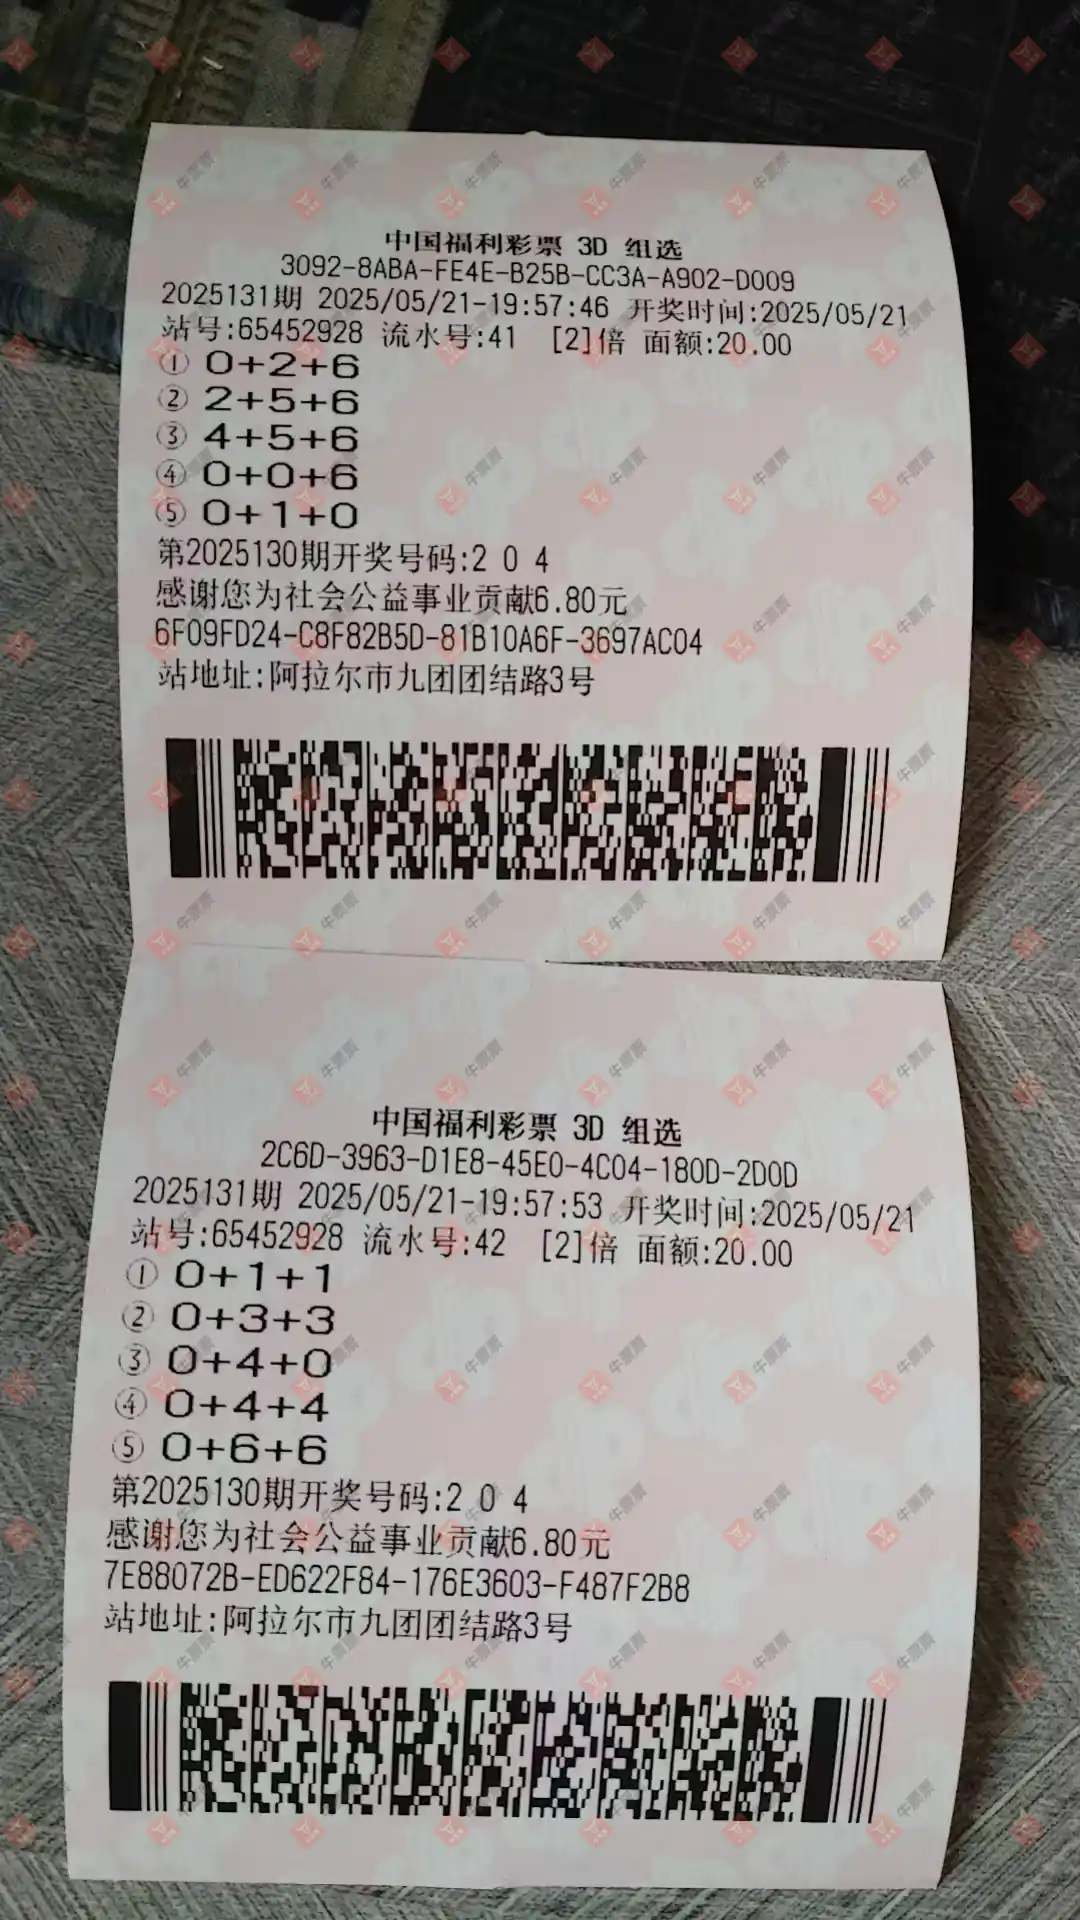 中国福利彩票 3D 组选
3092-8ABA-FE4E-B25B-CC3A-A902-D009
2025131期 2025/05/21-19:57:46 开奖时间:2025/05/21
站号:65452928 流水号:41 [2]倍 面额:20.00
① 0+2+6
② 2+5+6
③ 4+5+6
④ 0+0+6
⑤ 0+1+0
第2025130期开奖号码:2 0 4
感谢您为社会公益事业贡献6.80元
6F09FD24-C8F82B5D-81B10A6F-3697AC04
站地址:阿拉尔市九团团结路3号
中国福利彩票 3D 组选
2C6D-3963-D1E8-45E0-4C04-180D-2D0D
2025131期 2025/05/21-19:57:53 开奖时间:2025/05/21
站号:65452928 流水号:42 [2]倍 面额:20.00
① 0+1+1
② 0+3+3
③ 0+4+0
④ 0+4+4
⑤ 0+6+6
第2025130期开奖号码:2 0 4
感谢您为社会公益事业贡献6.80元
7E88072B-ED622F84-176E3603-F487F2B8
站地址:阿拉尔市九团团结路3号
牛票票